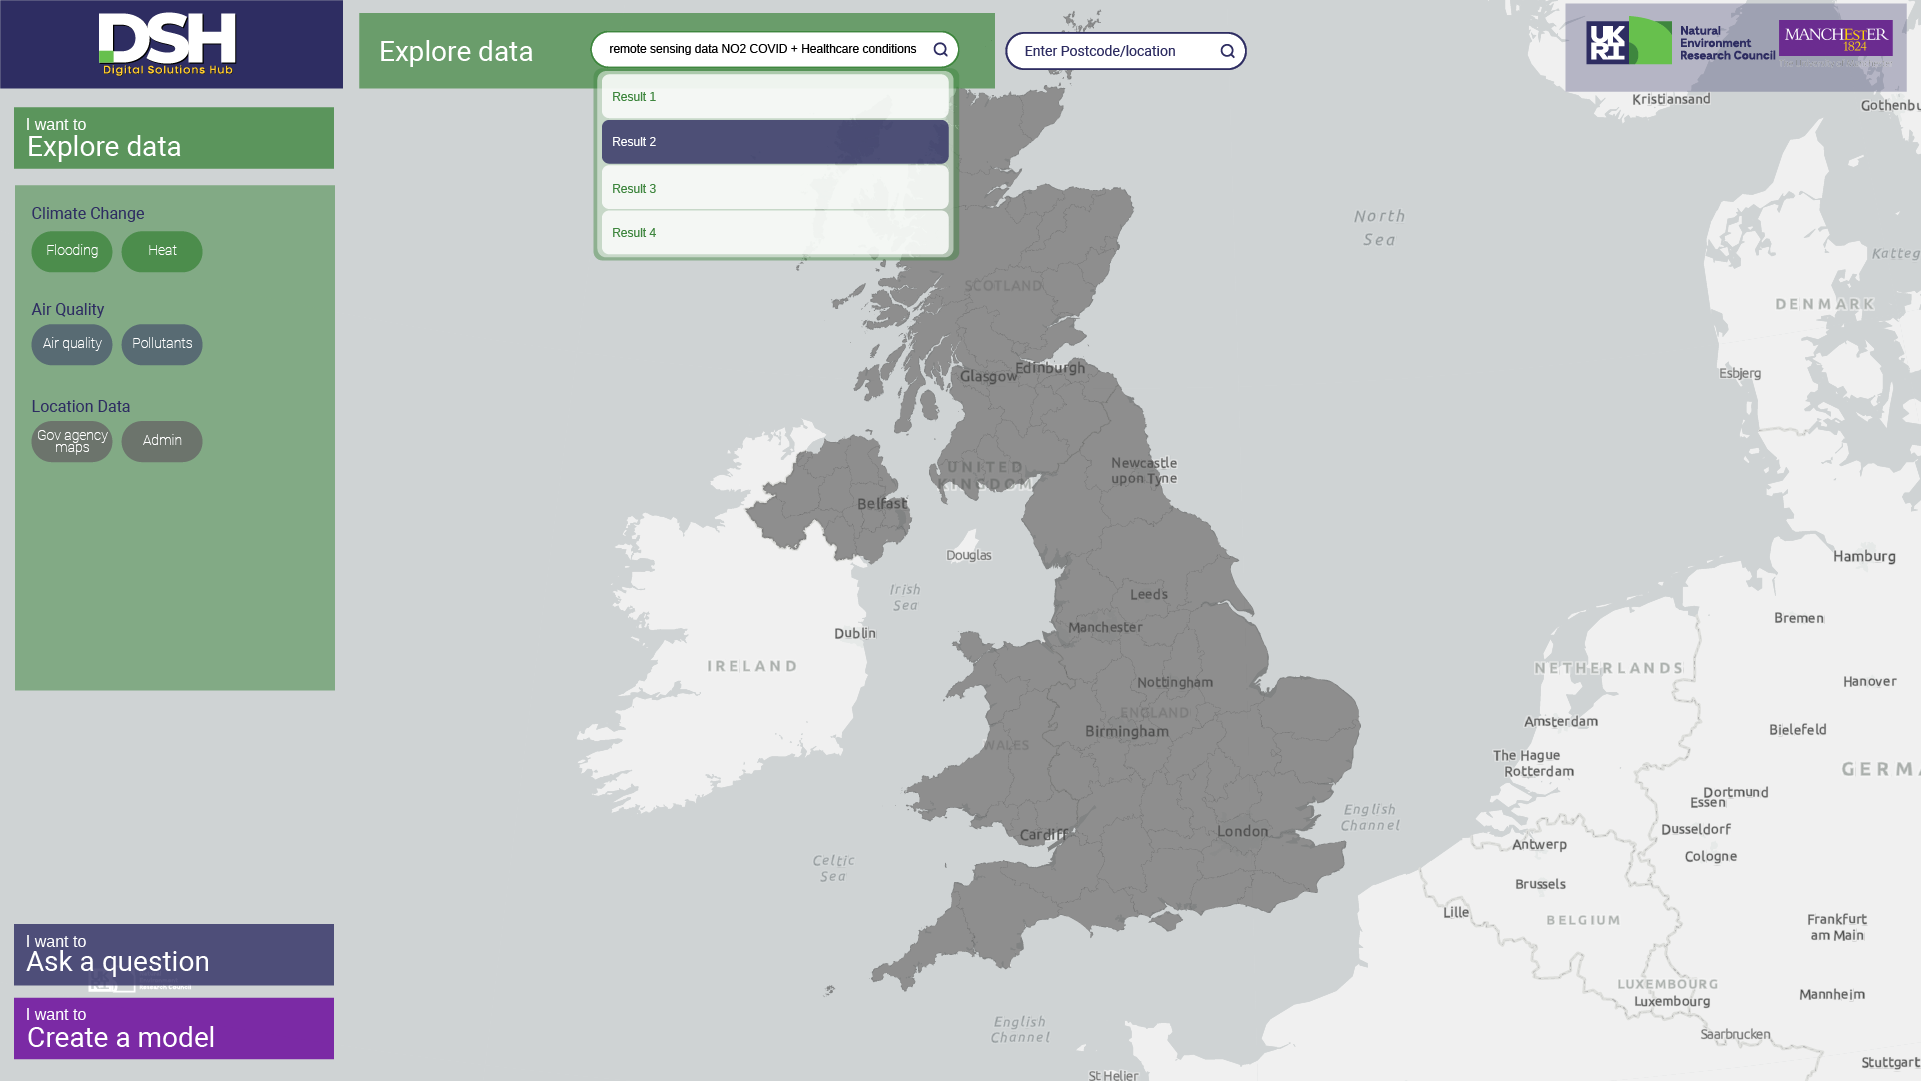 DSH
Digital Solutions Hub
Explore data
remote sensing data NO2 COVID + Healthcare conditions
Enter Postcode/location
UK
RI
Natural
Environment
Research Council
MANCHESTER
1824
Result 1
Result 2
Result 3
Result 4
I want to
Explore data
Climate Change
Flooding
Heat
Air Quality
Air quality
Pollutants
Location Data
Gov agency
maps
Admin
I want to
Ask a question
Research Council
I want to
Create a model
Kristiansand
Gothenbu
North
Sea
Katteg
SCOTLAND
DENMARK
Esbjerg
Glasgow
Edinburgh
UNITED
KINGDOM
Newcastle
upon Tyne
Belfast
Douglas
Hamburg
Irish
Sea
Leeds
Bremen
Manchester
Dublin
IRELAND
NETHERLANDS
Nottingham
Hanover
ENGLAND
Birmingham
Amsterdam
Bielefeld
WALES
The Hague
Rotterdam
GERMA
Dortmund
Essen
English
Channel
Cardiff
London
Dusseldorf
Antwerp
Cologne
Celtic
Sea
Brussels
Lille
BELGIUM
Frankfurt
am Main
LUXEMBOURG
Luxembourg
Mannheim
English
Channel
Saarbrucken
Stuttgart
St Helier